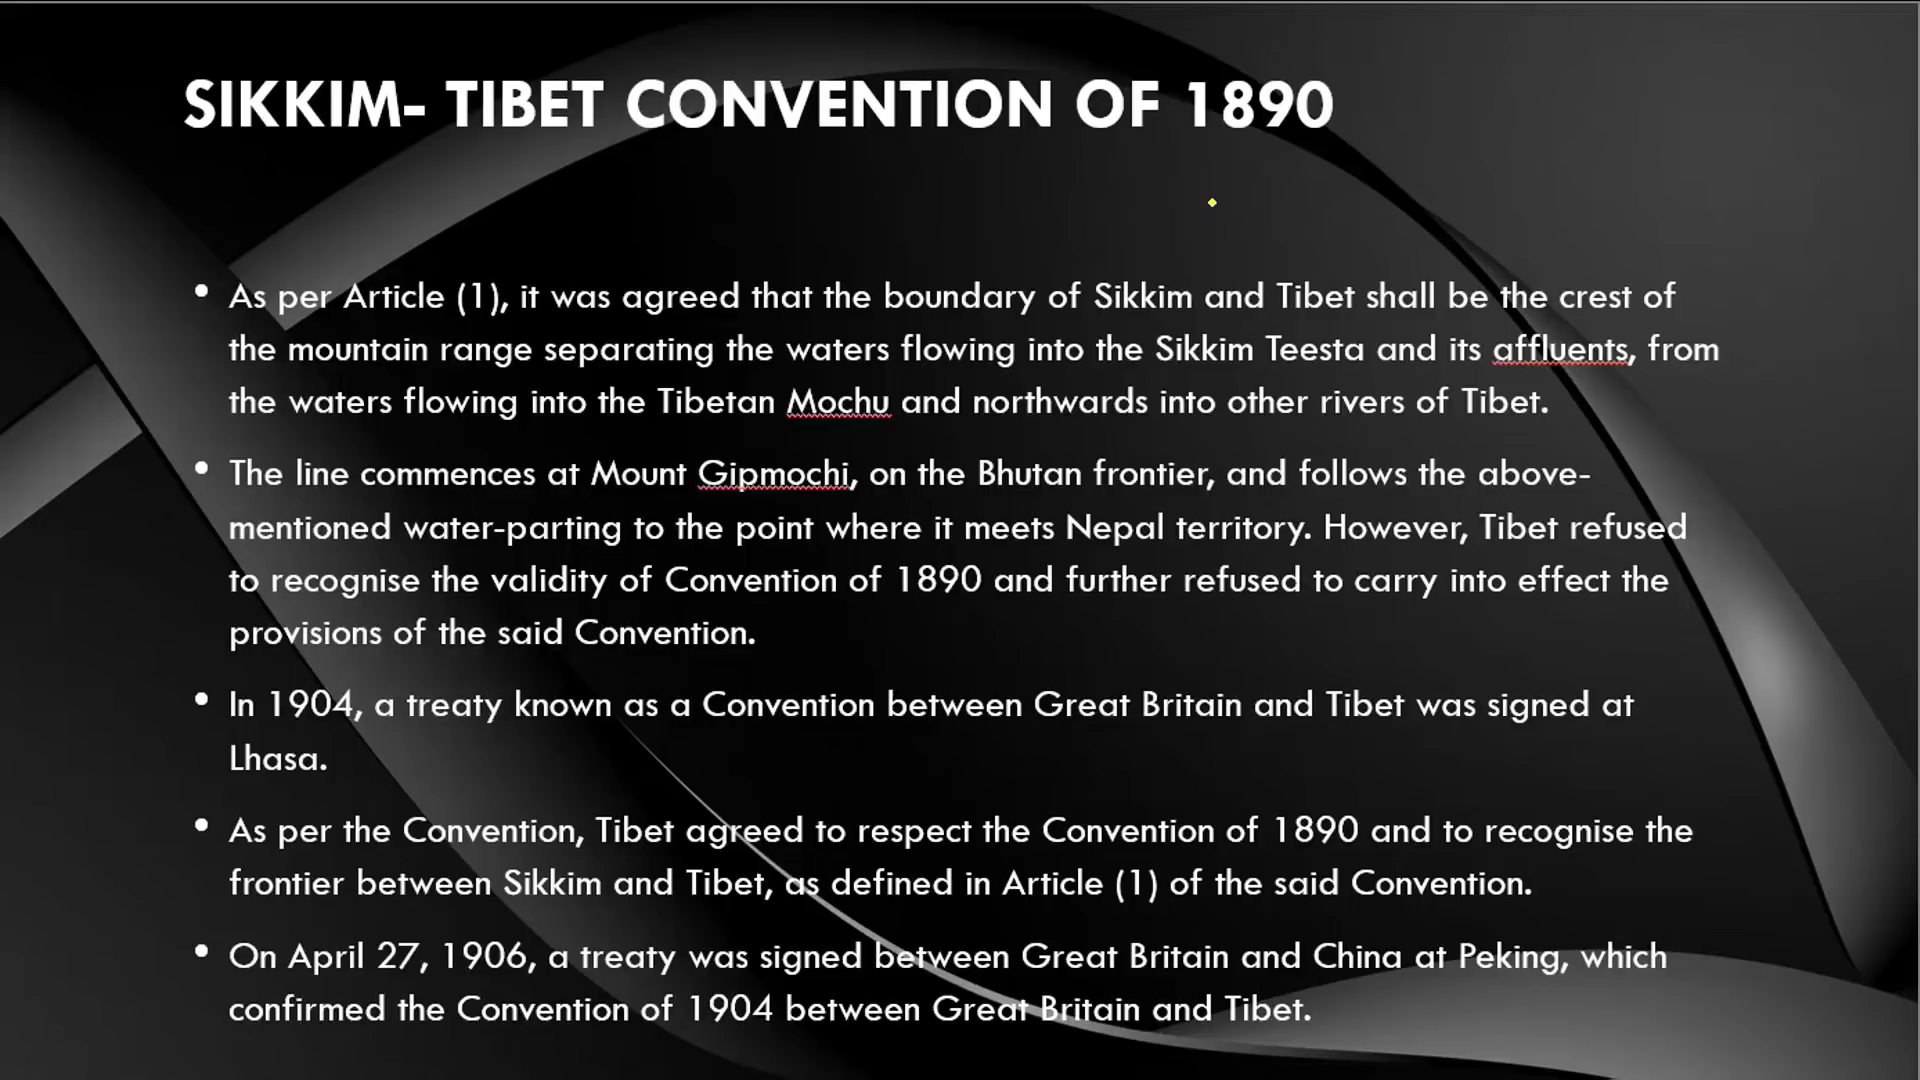 SIKKIM- TIBET CONVENTION OF 1890
• As per Article (1), it was agreed that the boundary of Sikkim and Tibet shall be the crest of
the mountain range separating the waters flowing into the Sikkim Teesta and its affluents, from
the waters flowing into the Tibetan Mochu and northwards into other rivers of Tibet.
• The line commences at Mount Gipmochi, on the Bhutan frontier, and follows the above-
mentioned water-parting to the point where it meets Nepal territory. However, Tibet refused
to recognise the validity of Convention of 1890 and further refused to carry into effect the
provisions of the said Convention.
• In 1904, a treaty known as a Convention between Great Britain and Tibet was signed at
Lhasa.
• As per the Convention, Tibet agreed to respect the Convention of 1890 and to recognise the
frontier between Sikkim and Tibet, as defined in Article (1) of the said Convention.
• On April 27, 1906, a treaty was signed between Great Britain and China at Peking, which
confirmed the Convention of 1904 between Great Britain and Tibet.